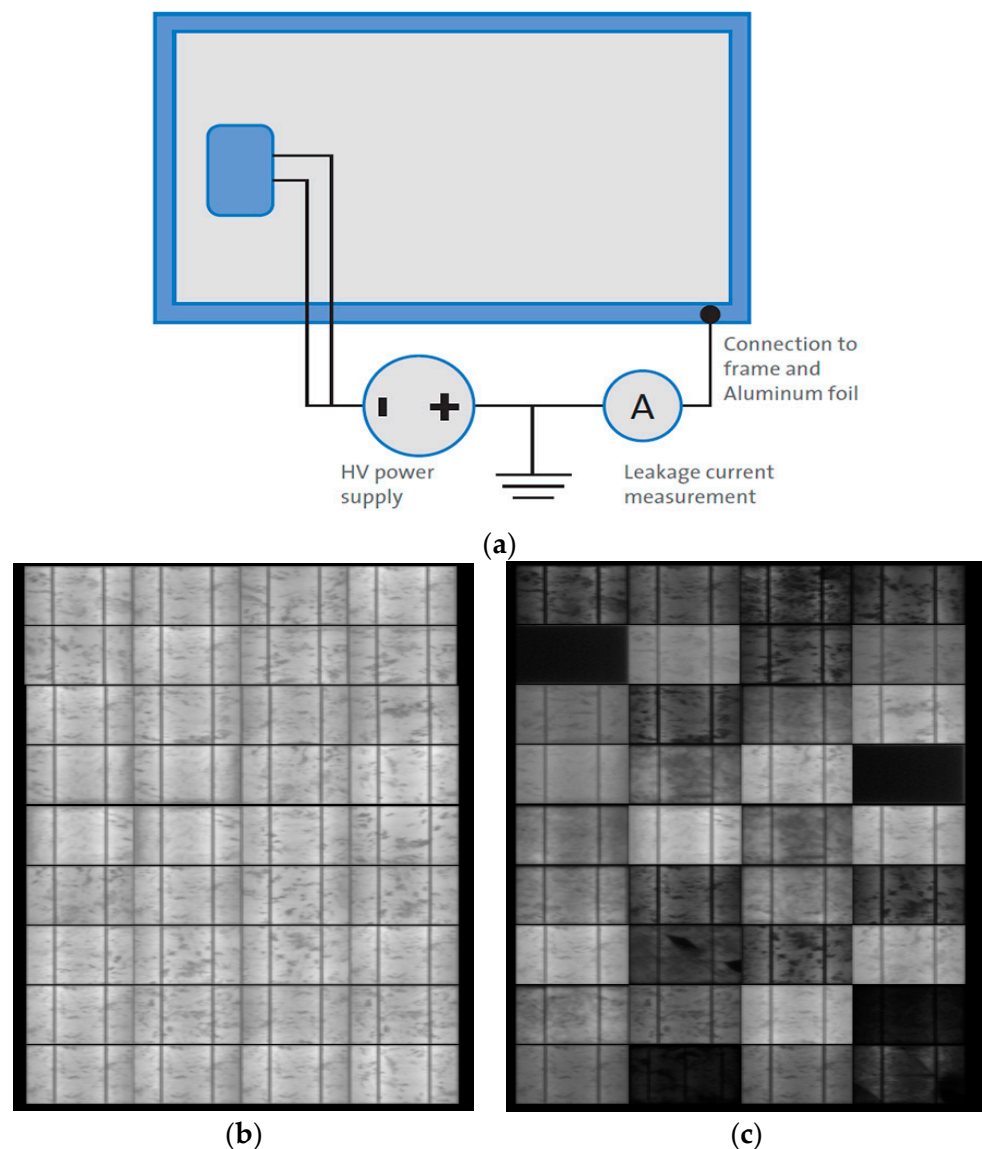 Connection to
frame and
Aluminum foil
A
HV power
supply
Leakage current
measurement
(a)
(b)
(c)